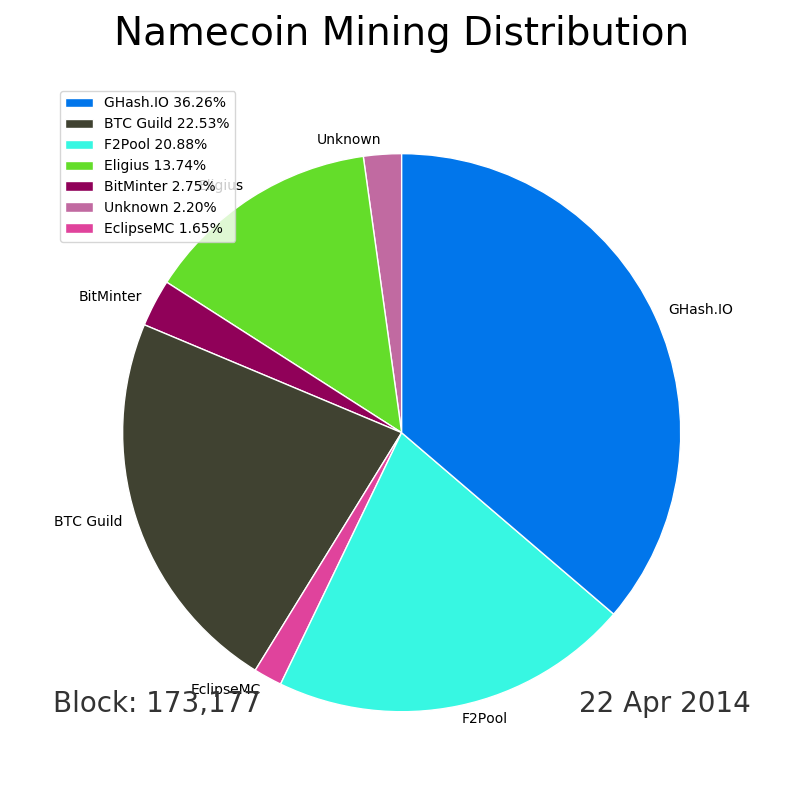 Namecoin Mining Distribution
GHash.IO 36.26%
BTC Guild 22.53%
F2Pool 20.88%
Eligius 13.74%
BitMinter 2.75%
Unknown 2.20%
EclipseMC 1.65%
Unknown
Eligius
BitMinter
GHash.IO
BTC Guild
EclipseMC
F2Pool
Block: 173,177
22 Apr 2014